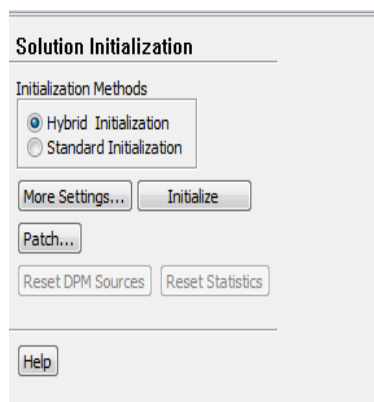 Solution Initialization
Initialization Methods
Hybrid Initialization
Standard Initialization
More Settings... Initialize
Patch...
Reset DPM Sources Reset Statistics
Help